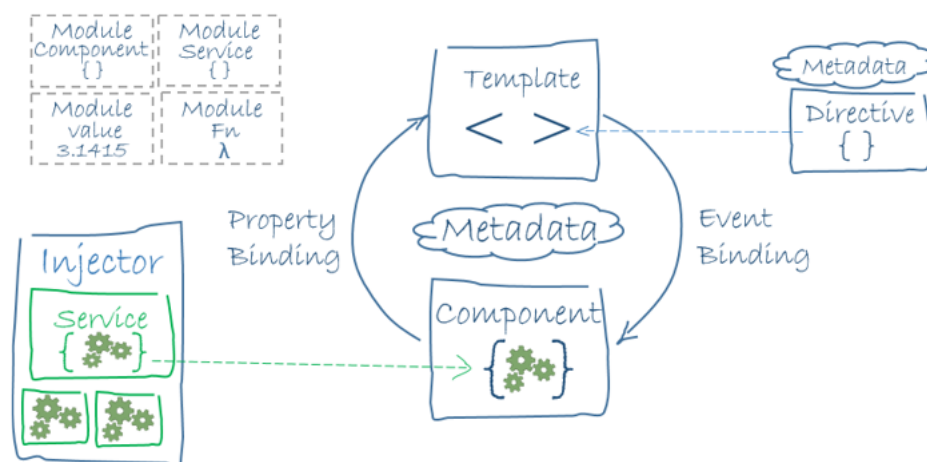 Module
Component
{ }
Module
Service
{ }
Module
value
3.1415
Module
Fn
λ
Template
< >
Metadata
Directive
{ }
Property
Binding
Metadata
Event
Binding
Injector
Service
{ }
Component
{ }